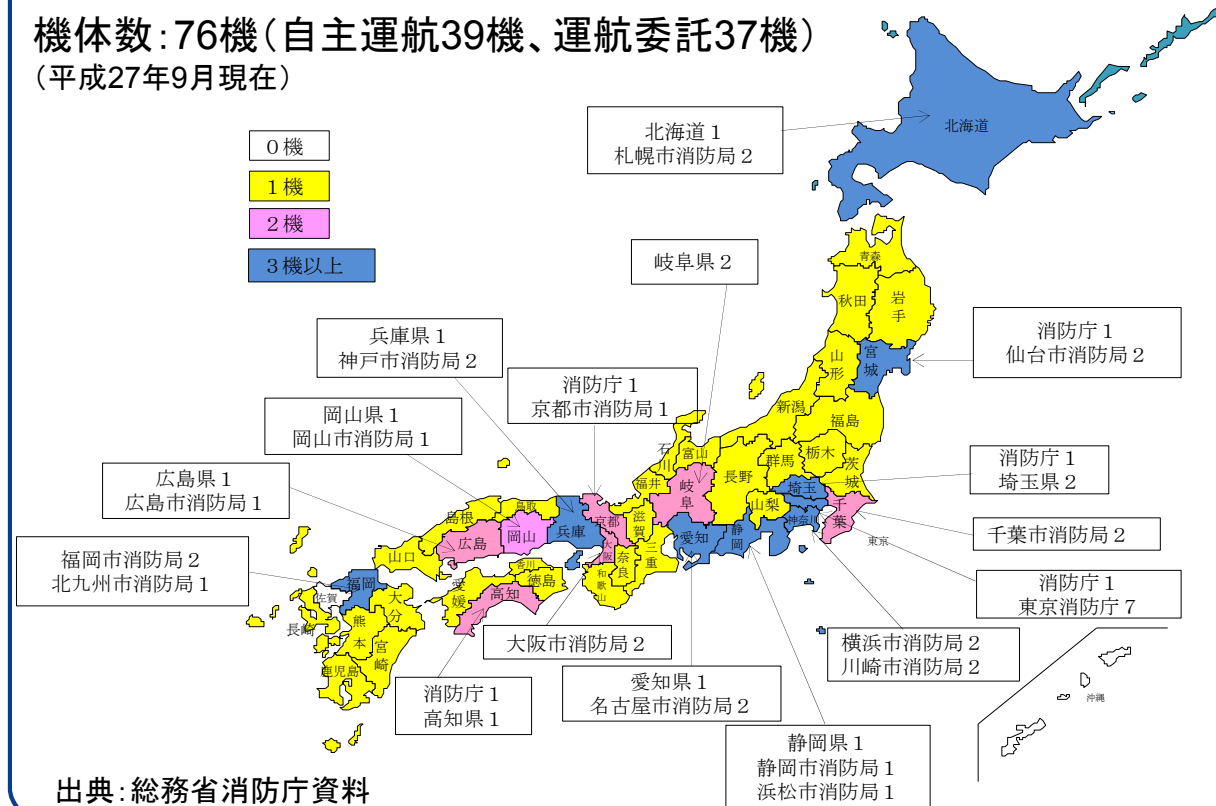 機体数：76機（自主運航39機、運航委託37機）
（平成27年9月現在）
０機
１機
２機
３機以上
北海道１
札幌市消防局２
北海道
岐阜県２
青森
秋田
岩手
兵庫県１
神戸市消防局２
消防庁１
仙台市消防局２
山形
宮城
消防庁１
京都市消防局１
岡山県１
岡山市消防局１
新潟
福島
石川
富山
栃木
群馬
茨城
長野
消防庁１
埼玉県２
広島県１
広島市消防局１
福井
岐阜
埼玉
山梨
千葉
鳥取
島根
京都
滋賀
兵庫
岡山
広島
愛知
静岡
神奈川
千葉市消防局２
東京
大阪
奈良
三重
山口
福岡市消防局２
北九州市消防局１
香川
徳島
和歌山
福岡
愛媛
高知
佐賀
大分
消防庁１
東京消防庁７
長崎
熊本
大阪市消防局２
横浜市消防局２
川崎市消防局２
宮崎
鹿児島
消防庁１
高知県１
愛知県１
名古屋市消防局２
沖縄
静岡県１
静岡市消防局１
浜松市消防局１
出典：総務省消防庁資料